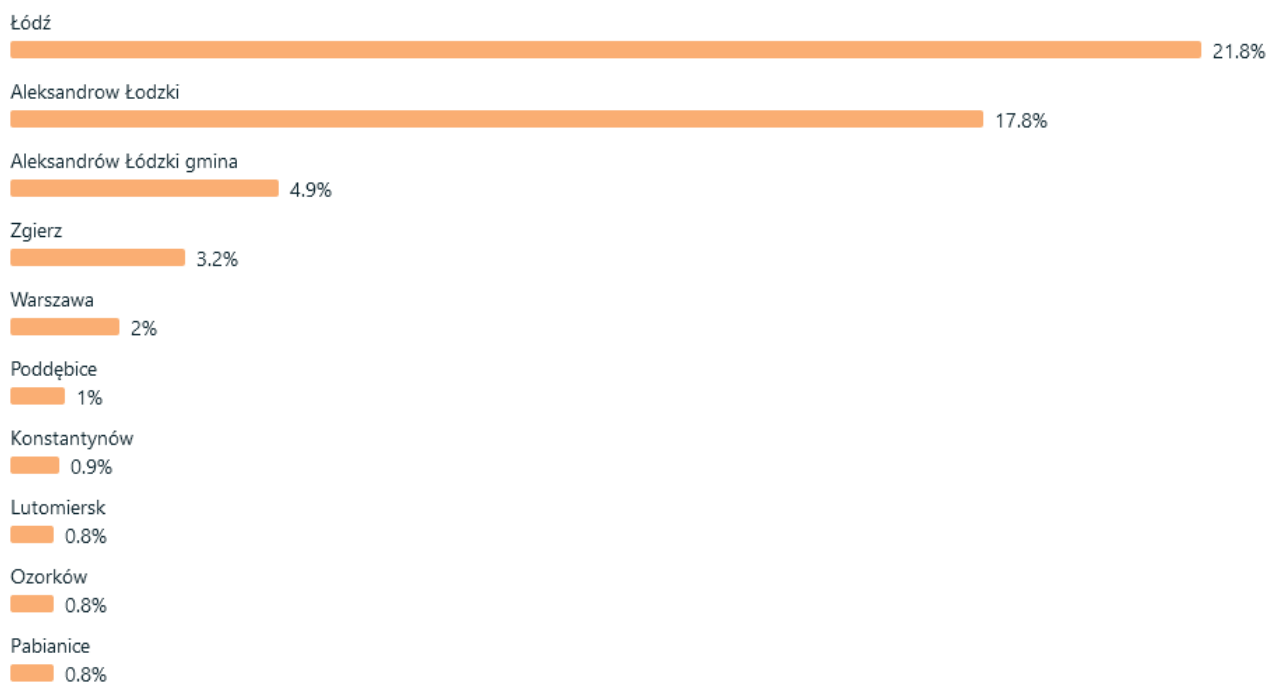 Łódź
21.8%
Aleksandrow Łodzki
17.8%
Aleksandrów Łódzki gmina
4.9%
Zgierz
3.2%
Warszawa
2%
Poddębice
1%
Konstantynów
0.9%
Lutomiersk
0.8%
Ozorków
0.8%
Pabianice
0.8%